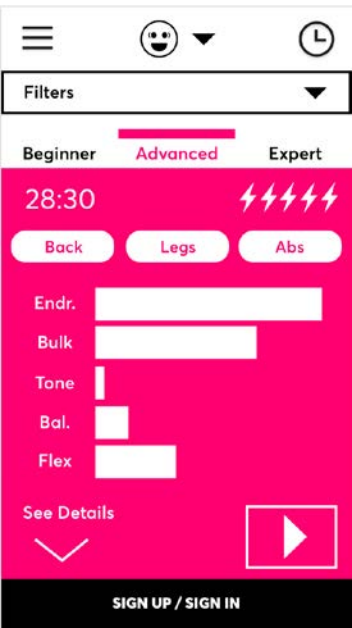 Filters
Beginner Advanced Expert
28:30
Back Legs Abs
Endr.
Bulk
Tone
Bal.
Flex
See Details
SIGN UP / SIGN IN